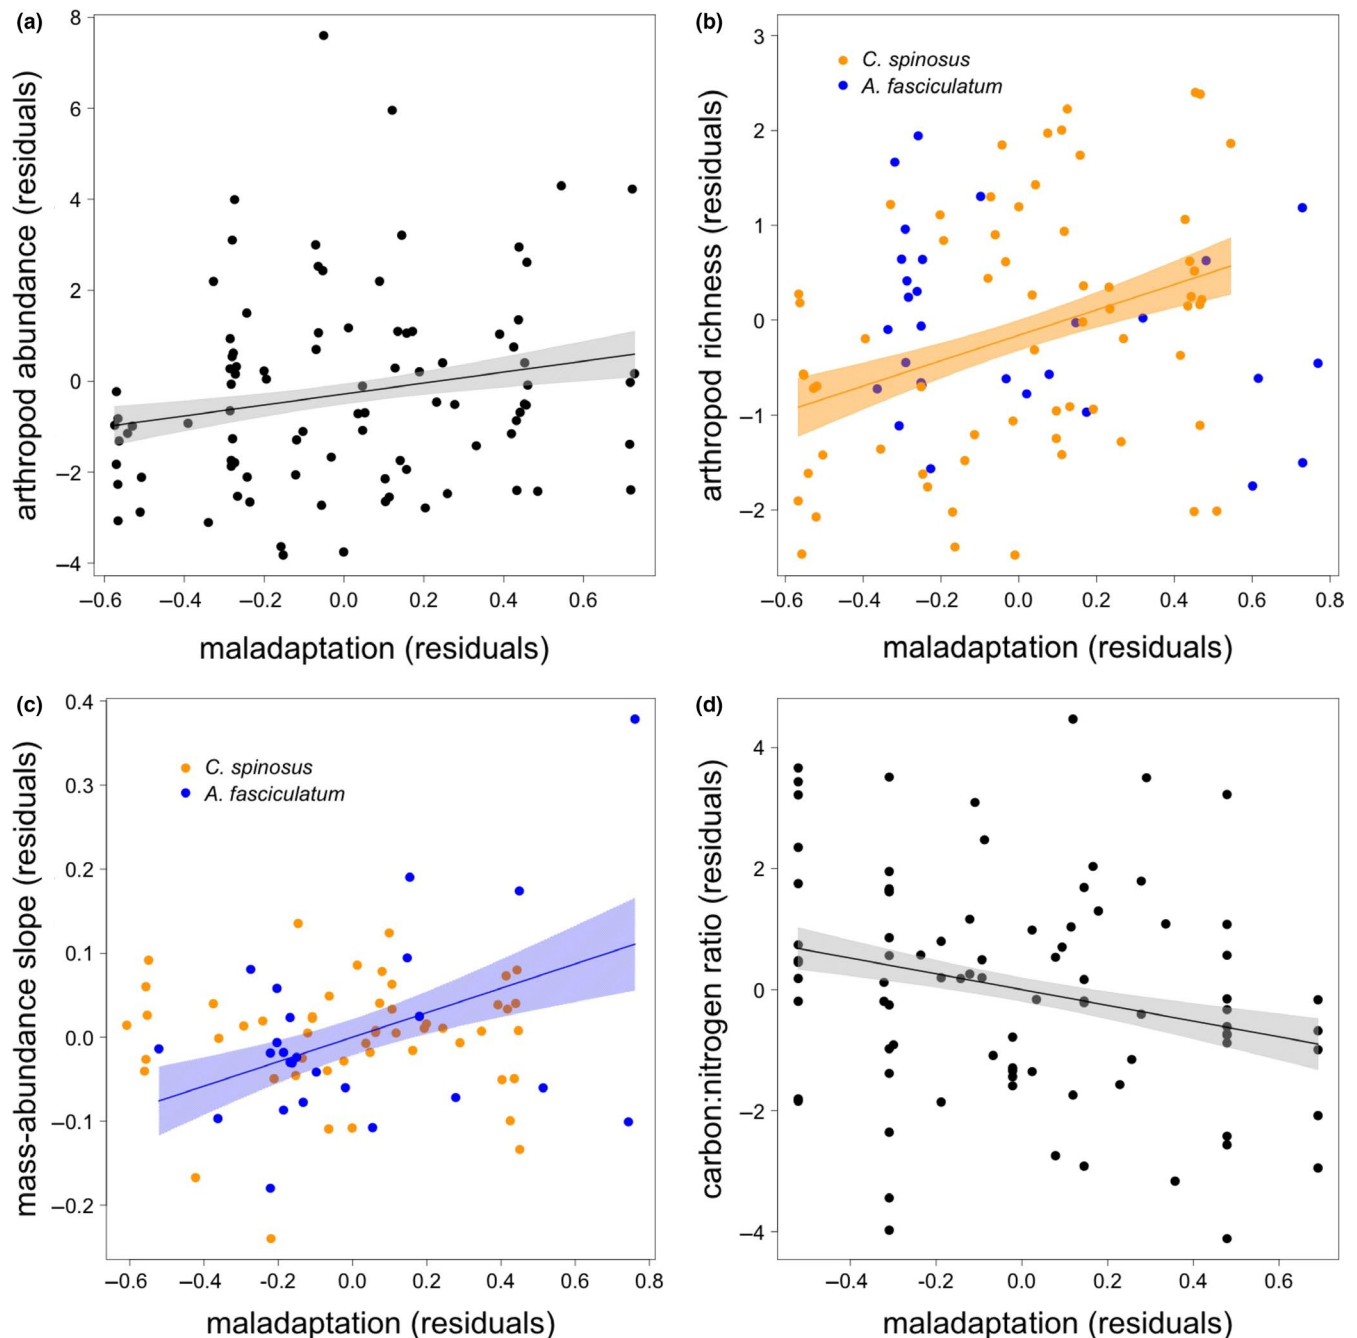 (a)
8
6
4
2
0
−2
−4
arthropod abundance (residuals)
−0.6 −0.4 −0.2 0.0 0.2 0.4 0.6
maladaptation (residuals)
(b)
3
2
1
0
−1
−2
arthropod richness (residuals)
C. spinosus
A. fasciculatum
−0.6 −0.4 −0.2 0.0 0.2 0.4 0.6 0.8
maladaptation (residuals)
(c)
0.4
0.3
0.2
0.1
0.0
−0.1
−0.2
mass-abundance slope (residuals)
C. spinosus
A. fasciculatum
−0.6 −0.4 −0.2 0.0 0.2 0.4 0.6 0.8
maladaptation (residuals)
(d)
4
2
0
−2
−4
carbon:nitrogen ratio (residuals)
−0.4 −0.2 0.0 0.2 0.4 0.6
maladaptation (residuals)